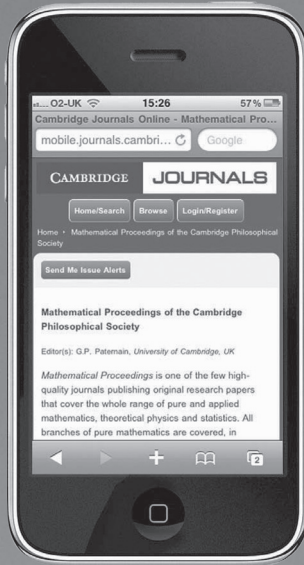 O2-UK 15:26 57%
Cambridge Journals Online - Mathematical Pro...
mobile.journals.cambri... Google
CAMBRIDGE JOURNALS
Home/Search Browse Login/Register
Home › Mathematical Proceedings of the Cambridge Philosophical
Society
Send Me Issue Alerts
Mathematical Proceedings of the Cambridge
Philosophical Society
Editor(s): G.P. Paternain, University of Cambridge, UK
Mathematical Proceedings is one of the few high-
quality journals publishing original research papers
that cover the whole range of pure and applied
mathematics, theoretical physics and statistics. All
branches of pure mathematics are covered, in
2